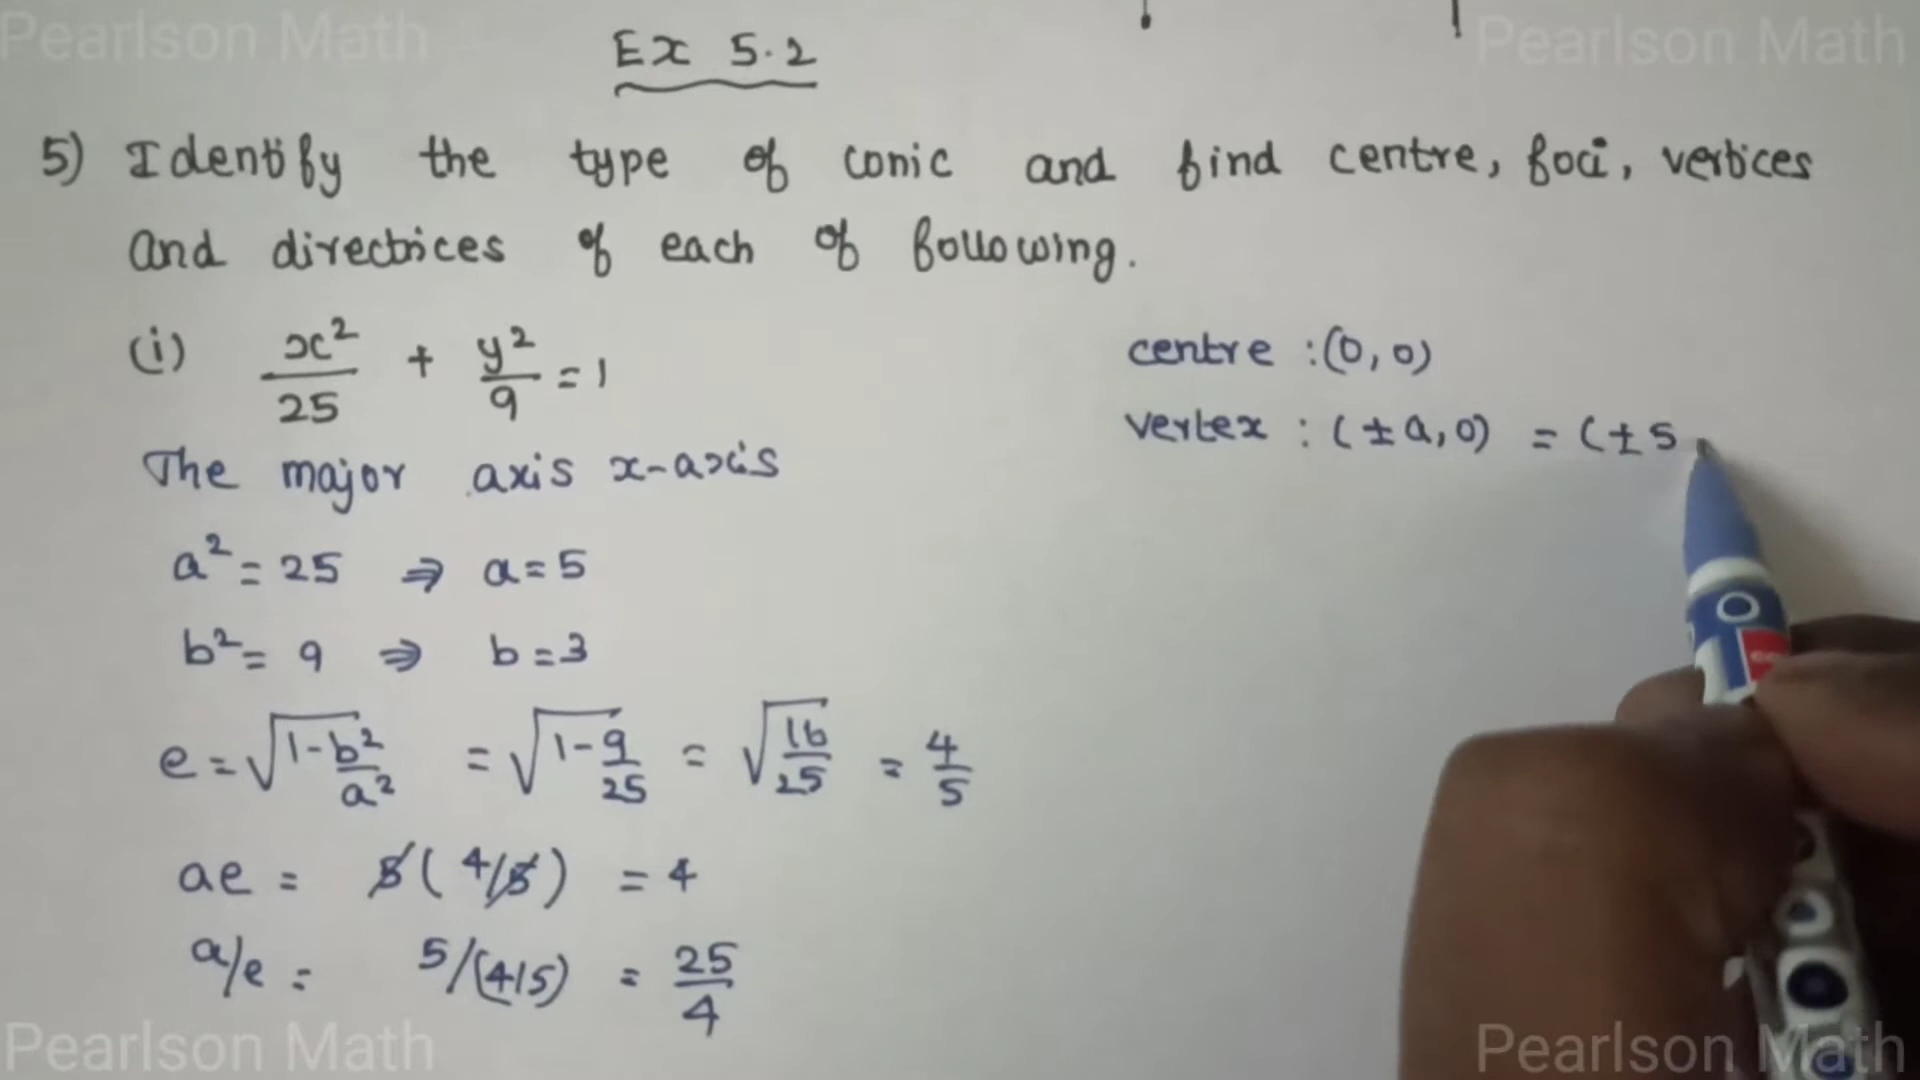 Pearlson Math
Pearlson Math
Ex 5.2
5) Identify the type of conic and find centre, foci, vertices
and directrices of each of following.
(i) x²/25 + y²/9 = 1
The major axis x-axis
a² = 25 ⇒ a = 5
b² = 9 ⇒ b = 3
e = √(1 - b²/a²) = √(1 - 9/25) = √(16/25) = 4/5
ae = 5(4/5) = 4
a/e = 5/(4/5) = 25/4
centre : (0, 0)
vertex : (± a, 0) = (± 5
Pearlson Math
Pearlson Math